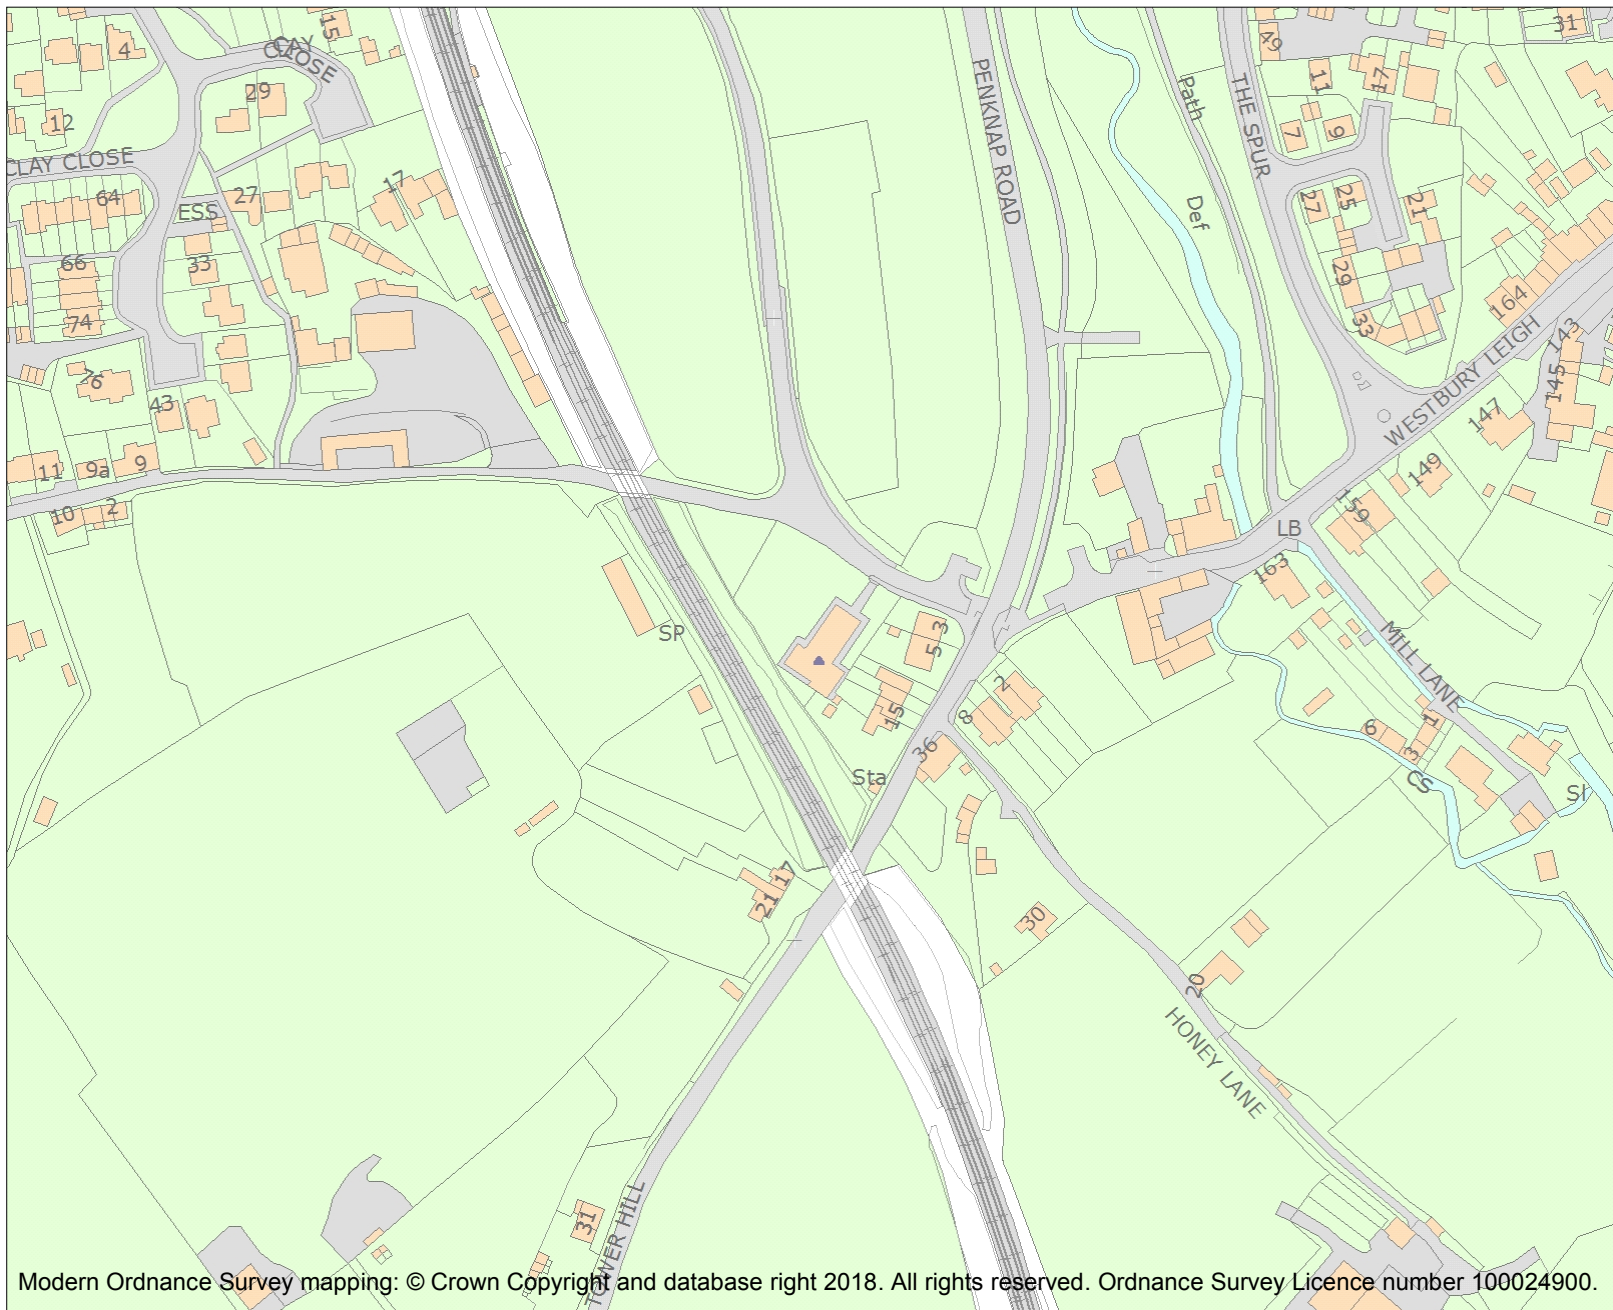 15
CLAY
CLOSE
4
29
12
CLAY CLOSE
64
27
ESS
17
66
33
74
76
43
11
9a
9
10
2
PENKNAP ROAD
Path
Def
THE SPUR
49
11
17
31
7
9
27
25
21
29
33
164
WESTBURY LEIGH
143
145
147
149
159
LB
163
MILL LANE
SP
3
5
15
2
8
36
Sta
6
1
3
CS
Sl
17
21
30
20
HONEY LANE
31
TOWER HILL
Modern Ordnance Survey mapping: © Crown Copyright and database right 2018. All rights reserved. Ordnance Survey Licence number 100024900.